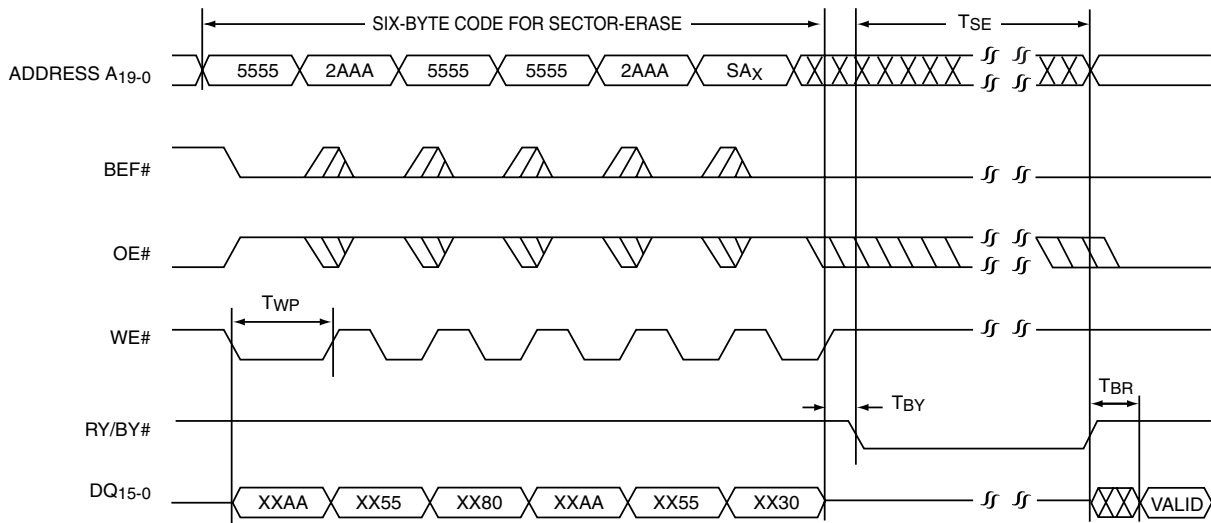 SIX-BYTE CODE FOR SECTOR-ERASE
TSE
ADDRESS A19-0
5555
2AAA
5555
5555
2AAA
SAX
BEF#
OE#
TWP
WE#
TBY
TBR
RY/BY#
DQ15-0
XXAA
XX55
XX80
XXAA
XX55
XX30
VALID